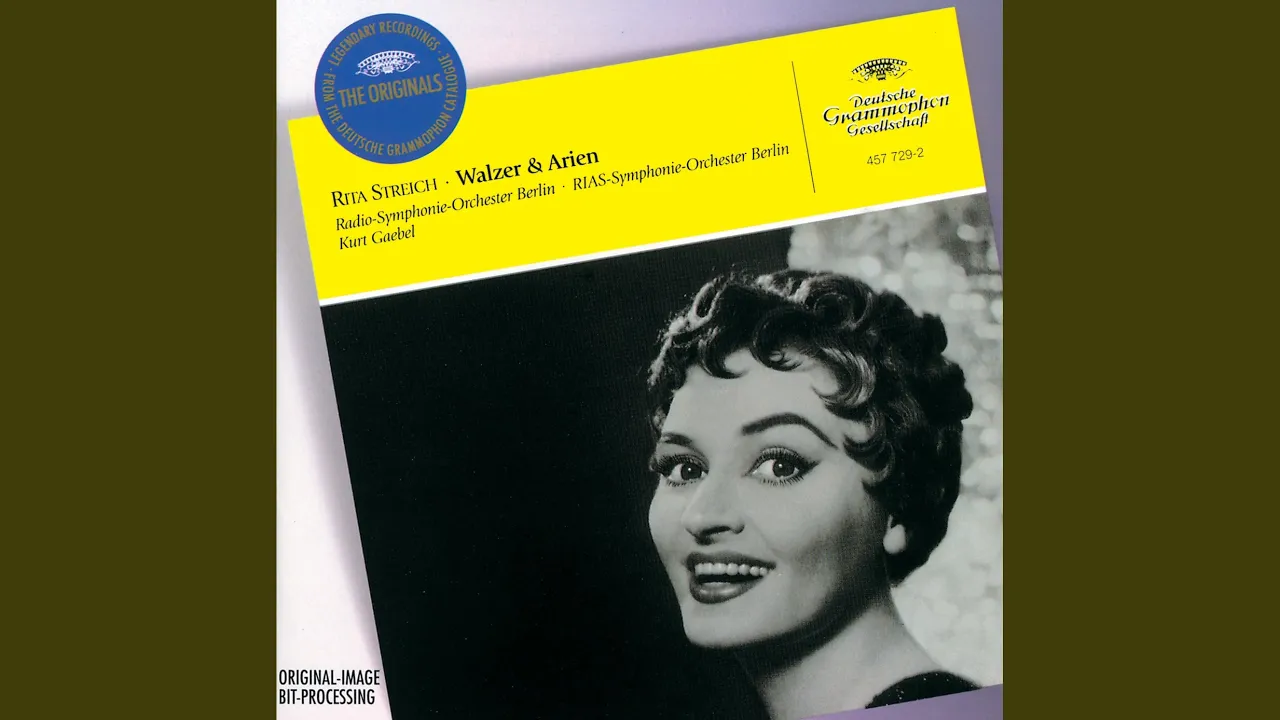 LEGENDARY RECORDINGS
THE ORIGINALS
FROM THE DEUTSCHE GRAMMOPHON CATALOGUE
RITA STREICH · Walzer & Arien
Radio-Symphonie-Orchester Berlin · RIAS-Symphonie-Orchester Berlin
Kurt Gaebel
Deutsche
Grammophon
Gesellschaft
457 729-2
ORIGINAL-IMAGE
BIT-PROCESSING